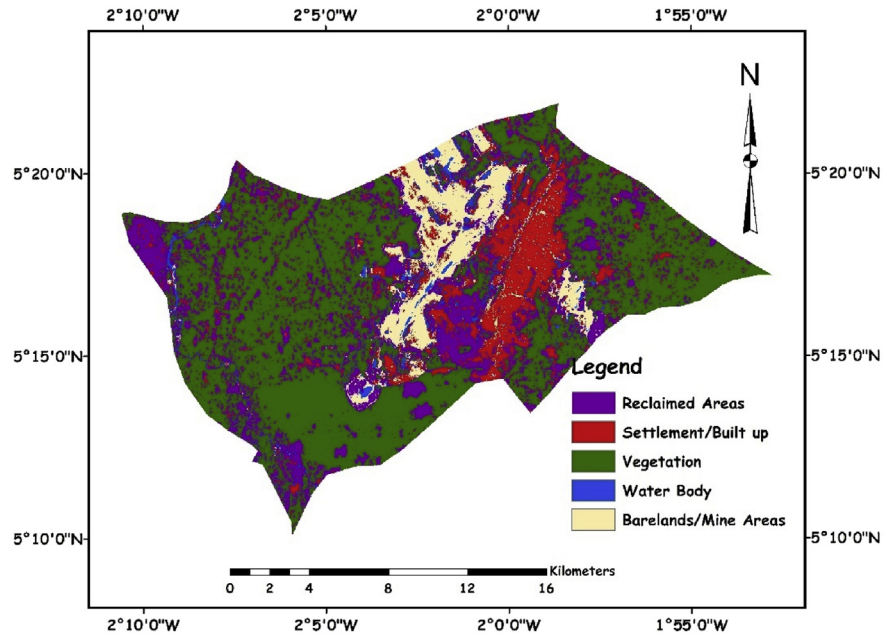 2°10'0"W 2°5'0"W 2°0'0"W 1°55'0"W
N
5°20'0"N 5°20'0"N
5°15'0"N 5°15'0"N
Legend
Reclaimed Areas
Settlement/Built up
Vegetation
Water Body
Barelands/Mine Areas
5°10'0"N 5°10'0"N
Kilometers
0 2 4 8 12 16
2°10'0"W 2°5'0"W 2°0'0"W 1°55'0"W